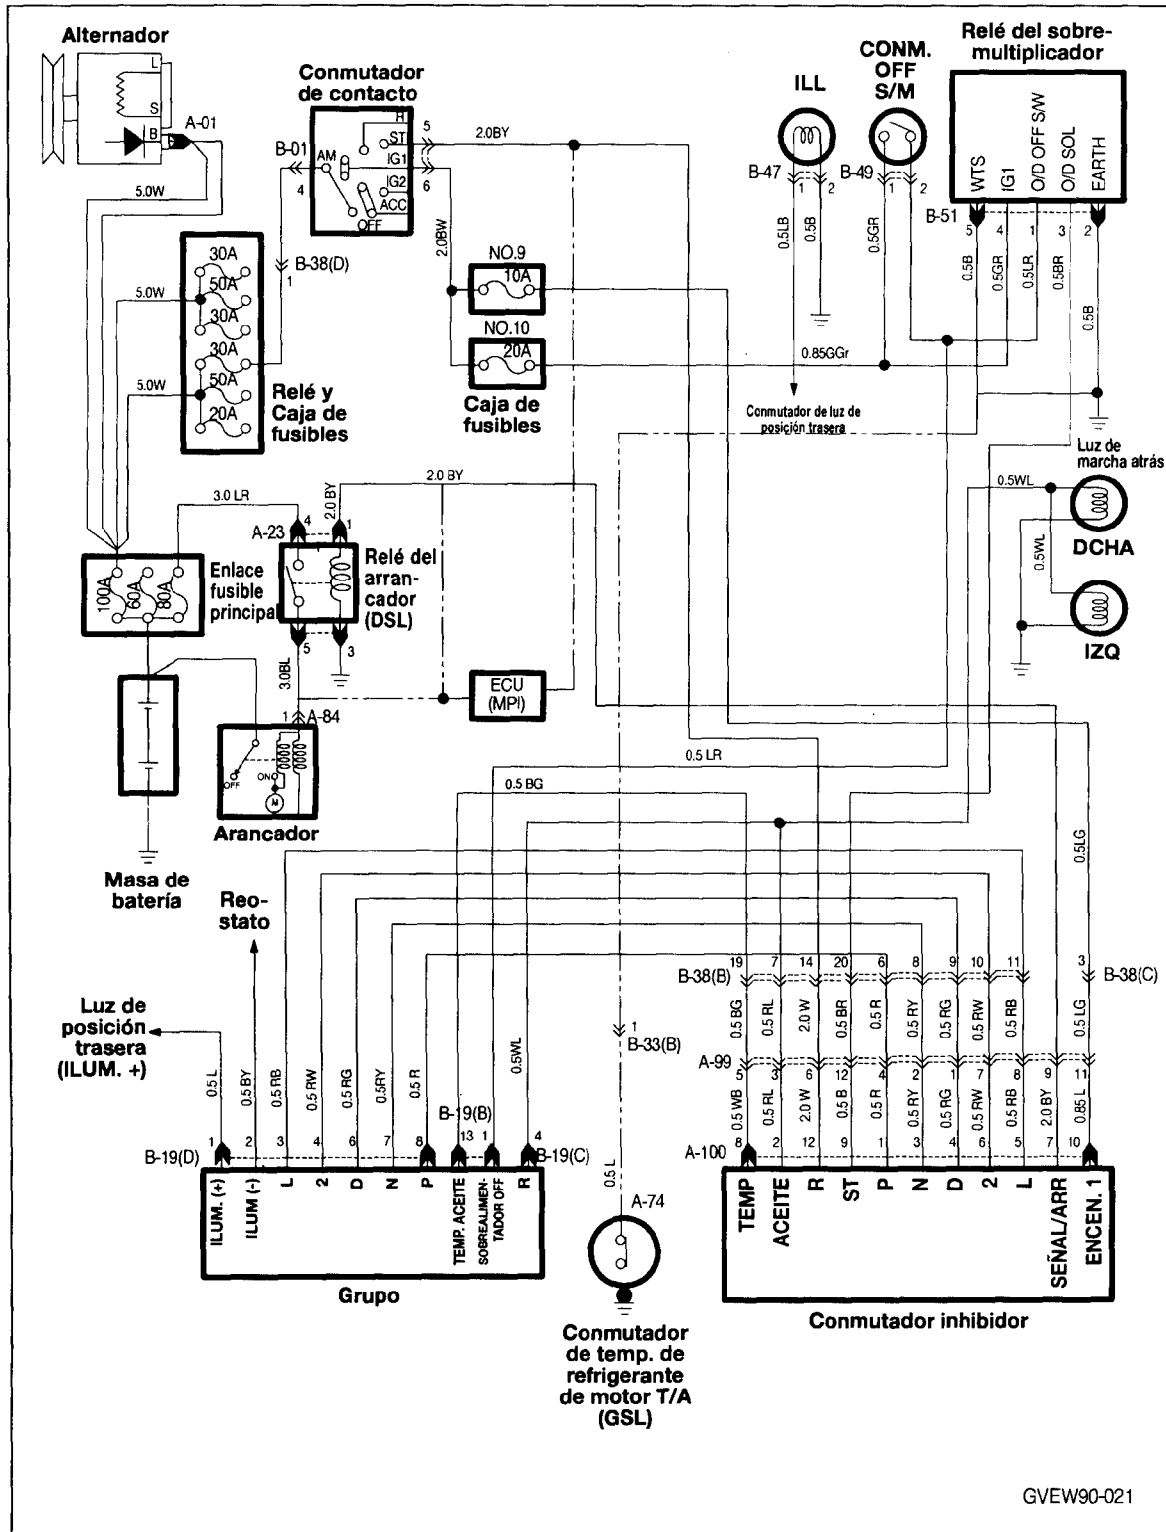 Alternador
L
S
B
A-01
5.0W
Conmutador
de contacto
R
ST
5
B-01
AM
IG1
4
6
IG2
ACC
OFF
2.0BY
2.0BW
B-38(D)
1
30A
50A
30A
30A
50A
20A
5.0W
5.0W
Relé y
Caja de
fusibles
NO.9
10A
NO.10
20A
Caja de
fusibles
ILL
B-47
1
2
0.5LB
0.5B
Conmutador de luz de
posición trasera
CONM.
OFF
S/M
B-49
1
2
0.5GR
0.85GGr
Relé del sobre-
multiplicador
WTS
IG1
O/D OFF S/W
O/D SOL
EARTH
B-51
5
4
1
3
2
0.5B
0.5GR
0.5LR
0.5BR
0.5B
Luz de
marcha atrás
0.5WL
DCHA
0.5WL
IZQ
3.0 LR
2.0 BY
2.0 BY
A-23
4
1
Relé del
arran-
cador
(DSL)
5
3
3.0BL
100A
60A
80A
Enlace
fusible
principal
ECU
(MPI)
1
A-84
OFF
ON
M
Arancador
Masa de
batería
Reo-
stato
Luz de
posición
trasera
(ILUM. +)
0.5 LR
0.5 BG
0.5LG
0.5 L
0.5 BY
0.5 RB
0.5 RW
0.5 RG
0.5RY
0.5 R
0.5WL
B-19(B)
B-19(D)
1
2
3
4
6
7
8
13
1
4
B-19(C)
ILUM. (+)
ILUM (-)
L
2
D
N
P
TEMP. ACEITE
SOBREALIMEN-
TADOR OFF
R
Grupo
1
B-33(B)
0.5 L
A-74
Conmutador
de temp. de
refrigerante
de motor T/A
(GSL)
19
7
14
20
6
8
9
10
11
3
B-38(B)
B-38(C)
0.5 BG
0.5 RL
2.0 W
0.5 BR
0.5 R
0.5 RY
0.5 RG
0.5 RW
0.5 RB
0.5 LG
A-99
5
3
6
12
4
2
1
7
8
9
11
0.5 WB
0.5 RL
2.0 W
0.5 B
0.5 R
0.5 RY
0.5 RG
0.5 RW
0.5 RB
2.0 BY
0.85 L
A-100
8
2
12
9
1
3
4
6
5
7
10
TEMP
ACEITE
R
ST
P
N
D
2
L
SEÑAL/ARR
ENCEN. 1
Conmutador inhibidor
GVEW90-021